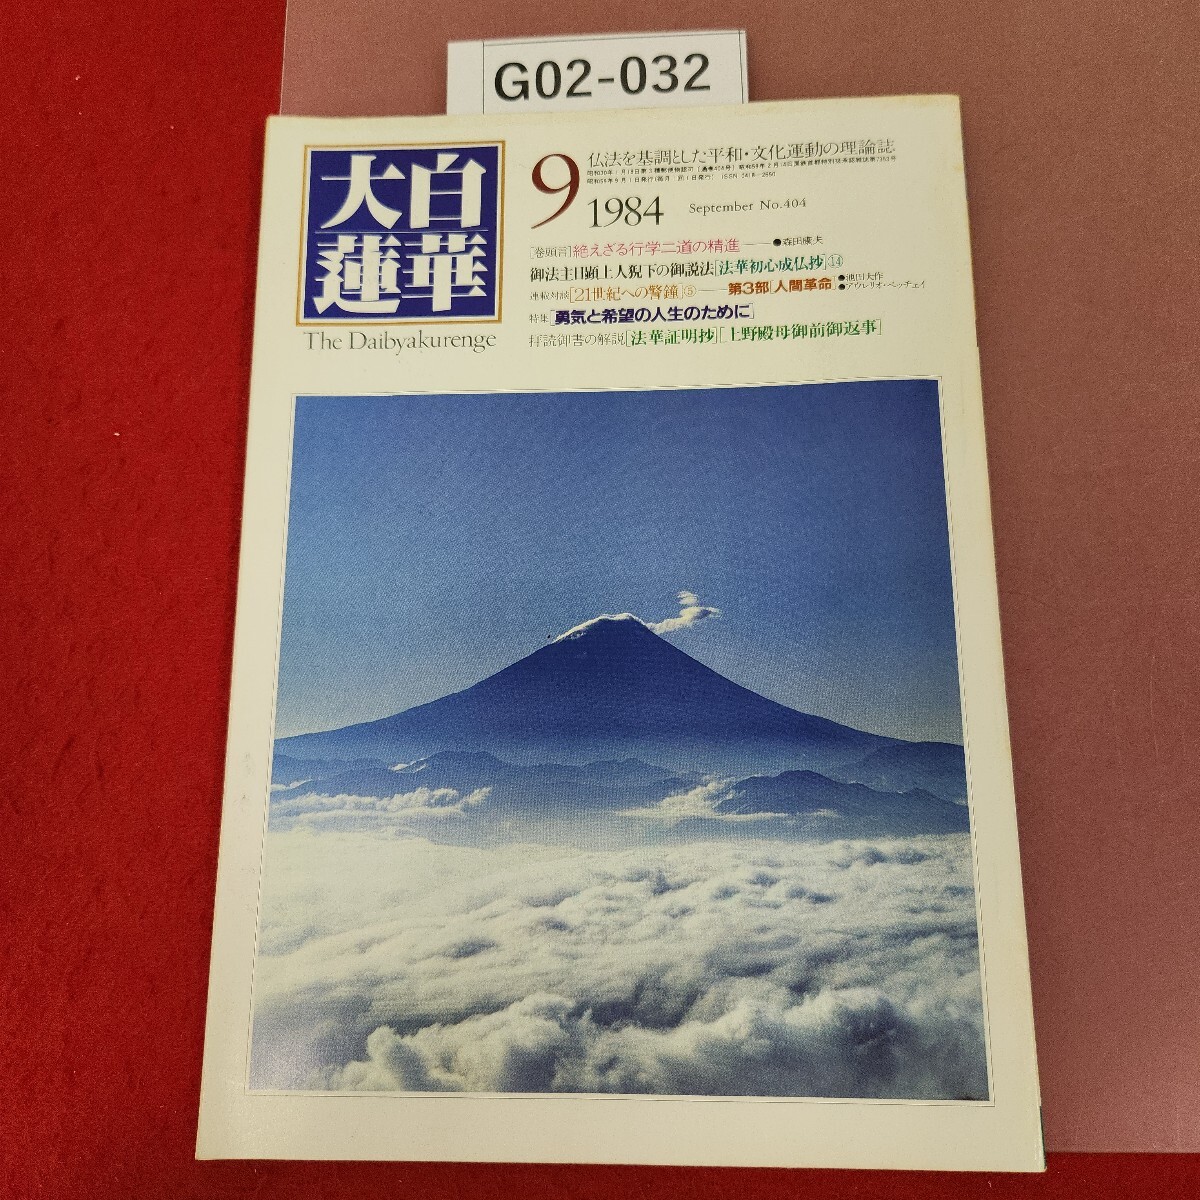 G02-032
大白蓮華
The Daibyakurenge
9
1984
September No.404
仏法を基調とした平和・文化運動の理論誌
[巻頭言]絶えざる行学二道の精進——●森田康夫
御法主日顕上人猊下の御説法[法華初心成仏抄]⑭
連載対談[21世紀への警鐘]⑤——第3部[人間革命]●池田大作●アウレリオ・ペッチェイ
特集[勇気と希望の人生のために]
拝読御書の解説[法華証明抄][上野殿母御前御返事]